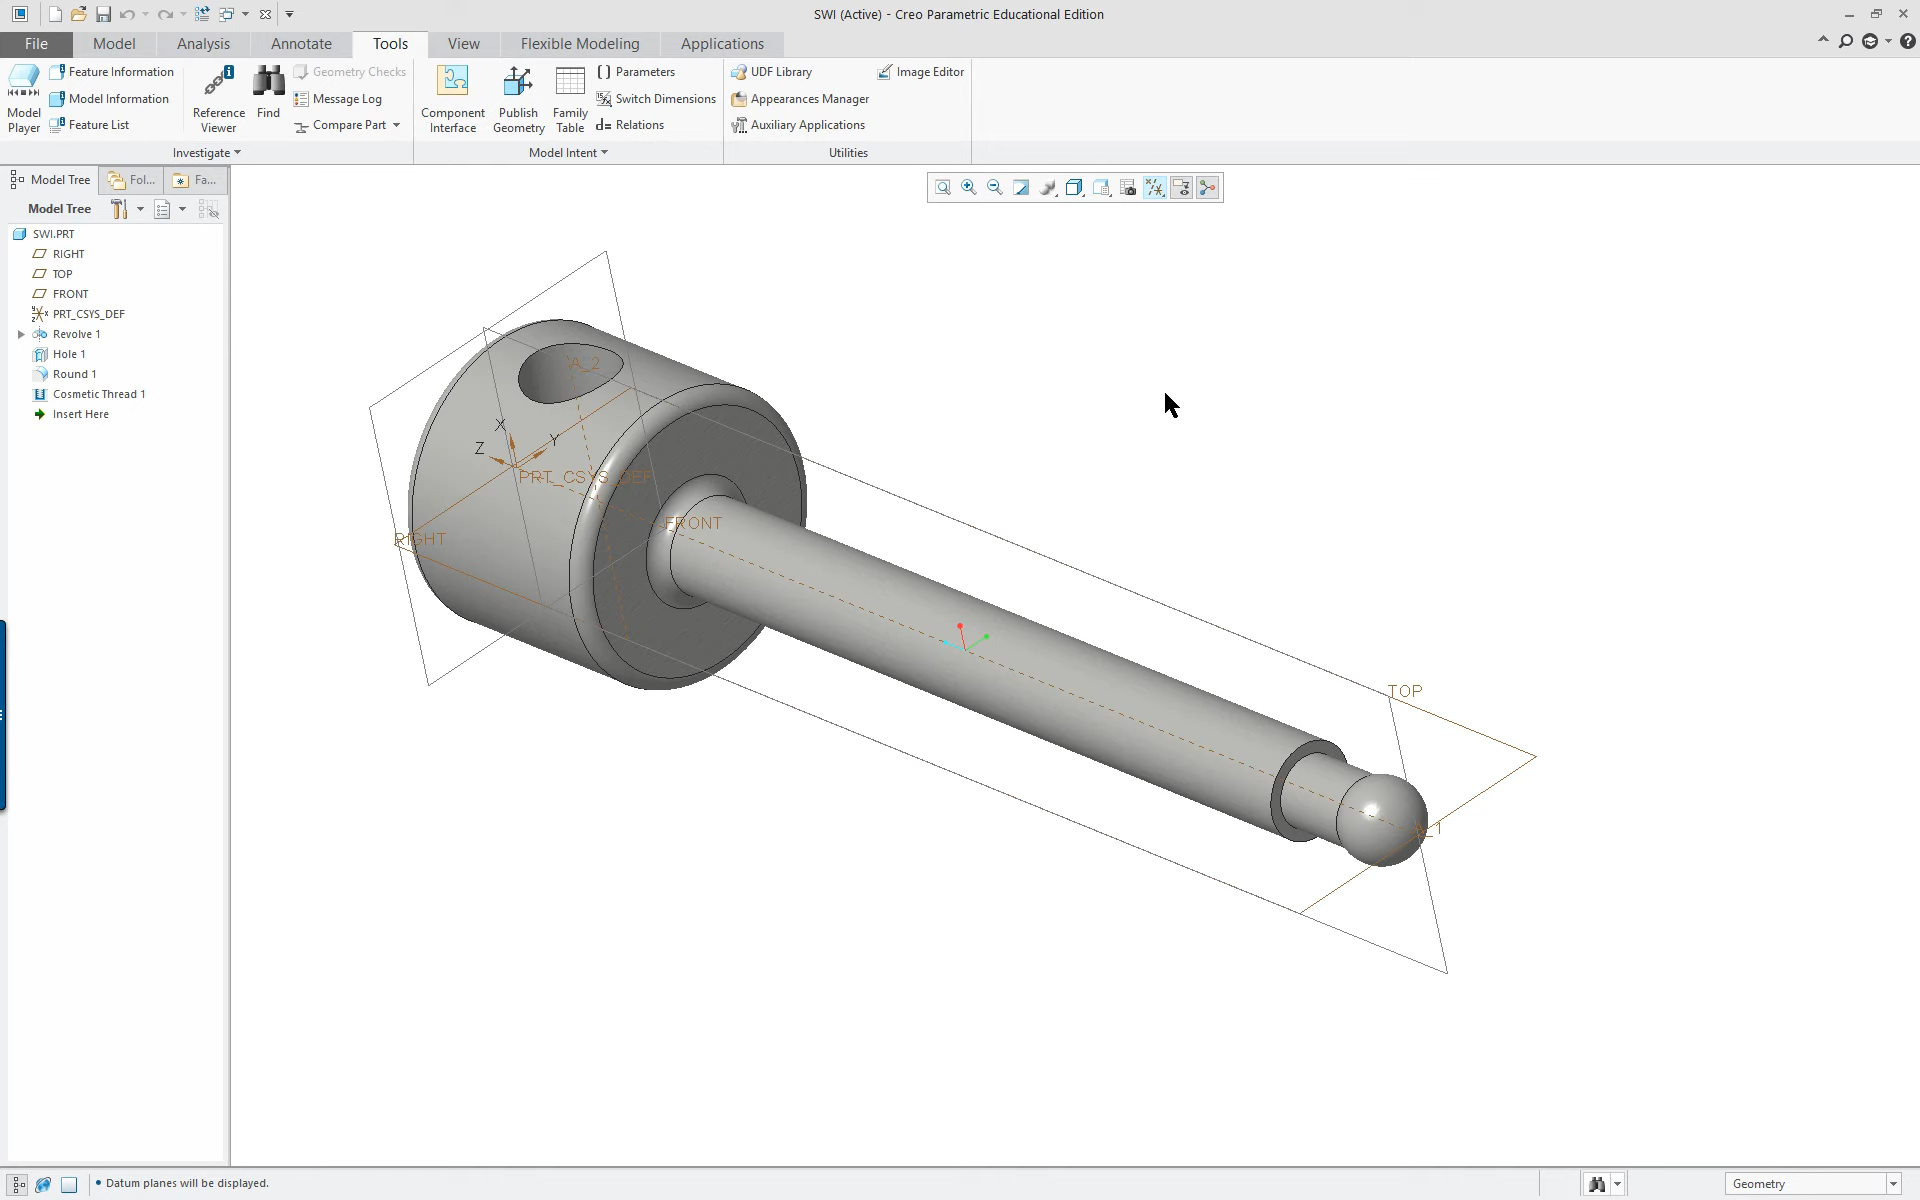 SWI (Active) - Creo Parametric Educational Edition
File Model Analysis Annotate Tools View Flexible Modeling Applications
Model Player
Feature Information
Model Information
Feature List
Reference Viewer
Find
Geometry Checks
Message Log
Compare Part
Investigate
Component Interface
Publish Geometry
Family Table
Parameters
Switch Dimensions
d= Relations
Model Intent
UDF Library
Appearances Manager
Auxiliary Applications
Image Editor
Utilities
Model Tree Fol... Fa...
Model Tree
SWI.PRT
RIGHT
TOP
FRONT
PRT_CSYS_DEF
Revolve 1
Hole 1
Round 1
Cosmetic Thread 1
Insert Here
A_2
X
Y
Z
PRT_CSYS_DEF
FRONT
RIGHT
TOP
A_1
• Datum planes will be displayed.
Geometry